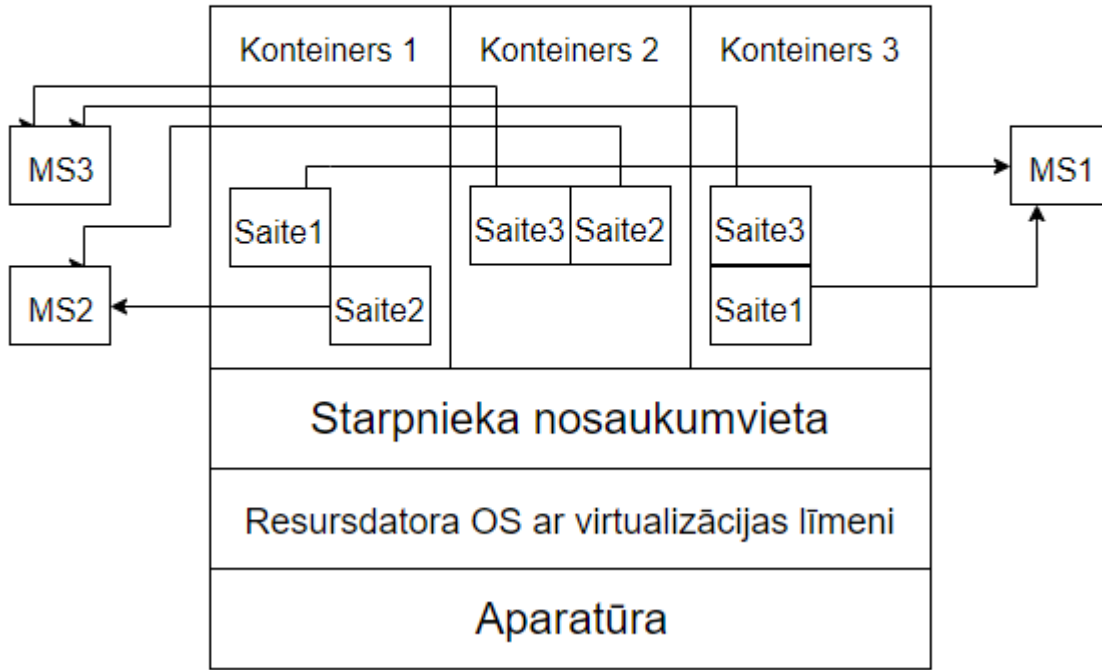 Konteiners 1
Konteiners 2
Konteiners 3
MS3
MS1
Saite1
Saite3
Saite2
Saite3
MS2
Saite2
Saite1
Starpnieka nosaukumvieta
Resursdatora OS ar virtualizācijas līmeni
Aparatūra